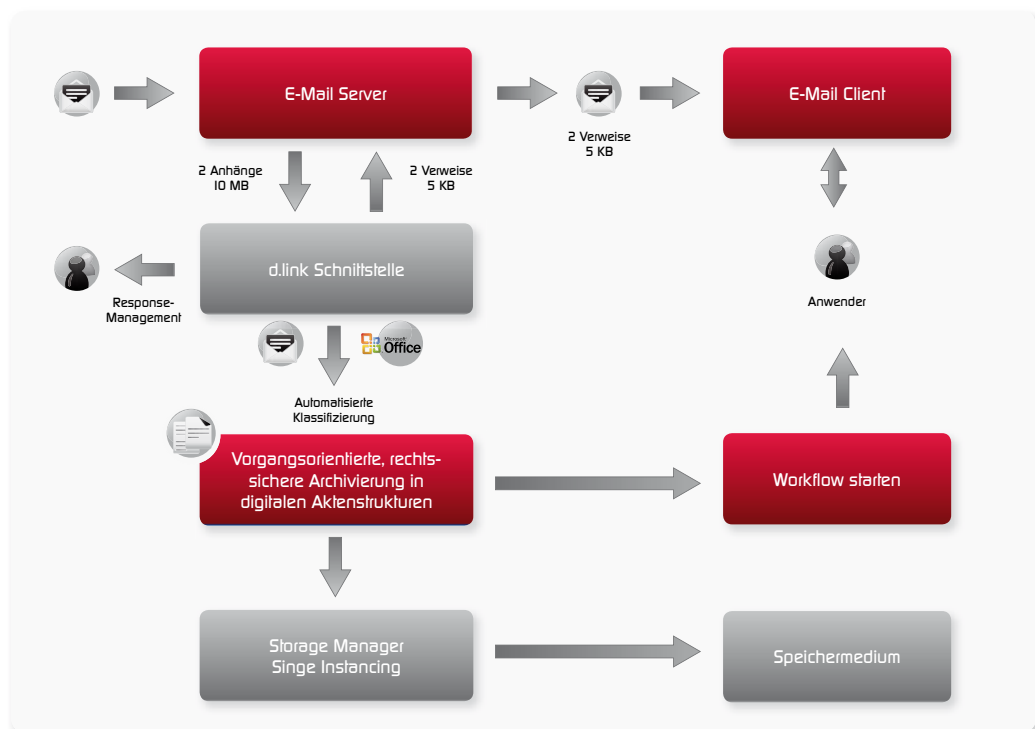 E-Mail Server
E-Mail Client
2 Verweise
5 KB
2 Anhänge
10 MB
2 Verweise
5 KB
d.link Schnittstelle
Response-
Management
Anwender
Microsoft
Office
Automatisierte
Klassifizierung
Vorgangsorientierte, rechts-
sichere Archivierung in
digitalen Aktenstrukturen
Workflow starten
Storage Manager
Singe Instancing
Speichermedium